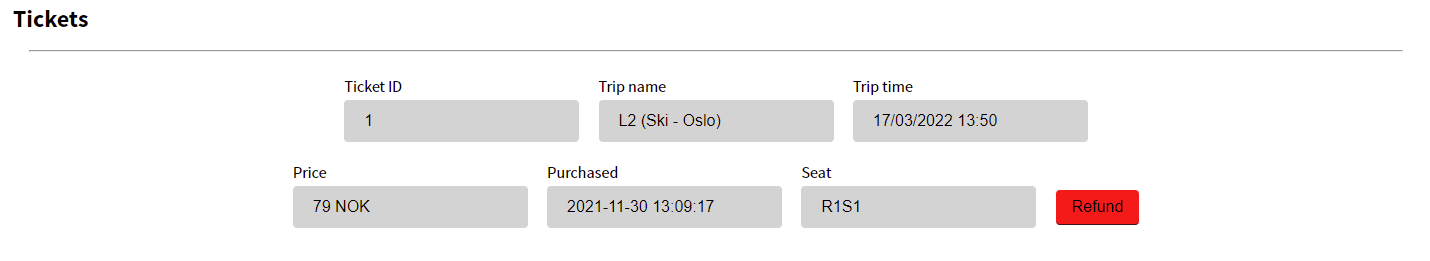 Tickets
Ticket ID Trip name Trip time
1 L2 (Ski - Oslo) 17/03/2022 13:50
Price Purchased Seat
79 NOK 2021-11-30 13:09:17 R1S1 Refund